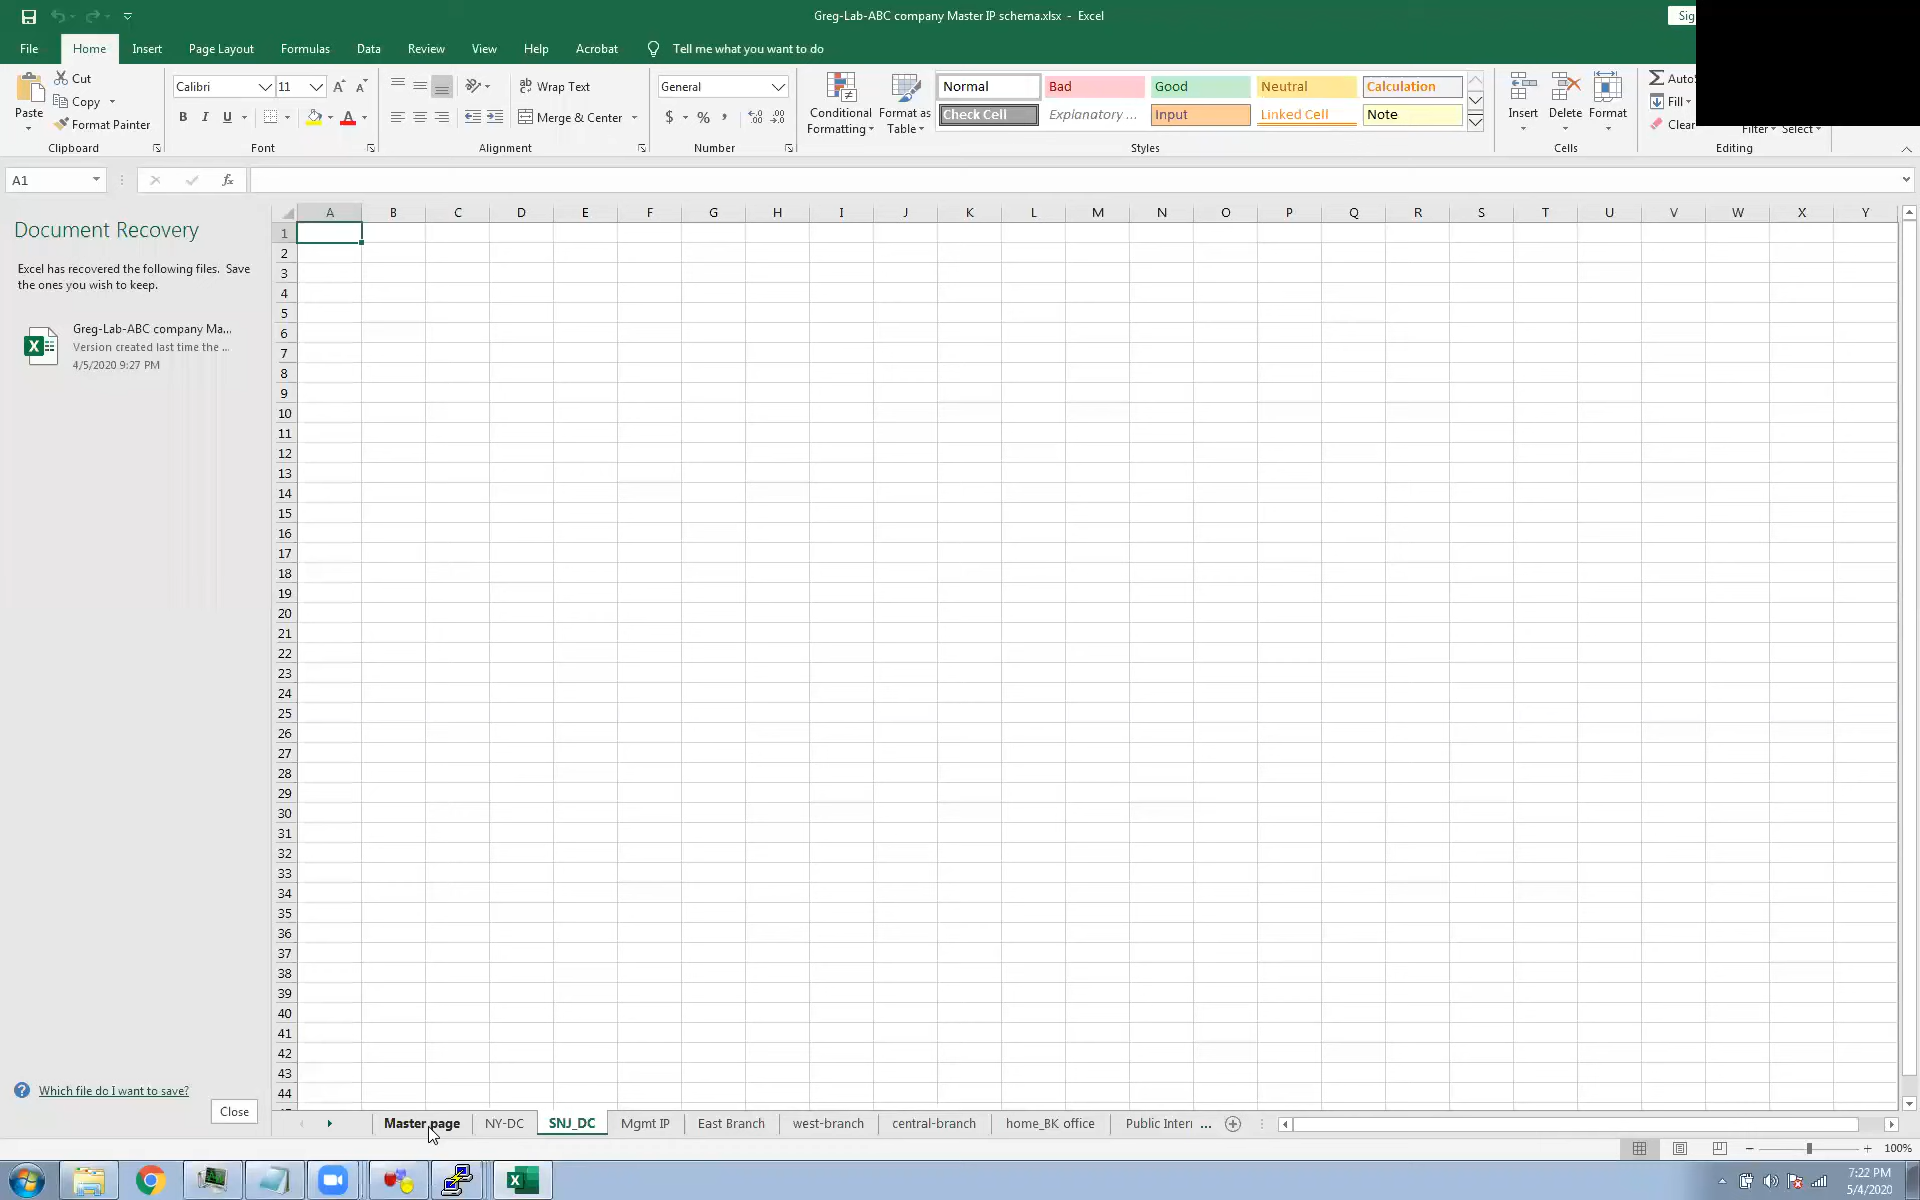 Greg-Lab-ABC company Master IP schema.xlsx - Excel
Sig
File Home Insert Page Layout Formulas Data Review View Help Acrobat Tell me what you want to do
Paste
Cut
Copy
Format Painter
Clipboard
Calibri 11
B I U
Font
Wrap Text
Merge & Center
Alignment
General
$ % ,
Number
Conditional Formatting
Format as Table
Normal Bad Good Neutral Calculation
Check Cell Explanatory ... Input Linked Cell Note
Styles
Insert Delete Format
Cells
Auto
Fill
Clear
Filter Select
Editing
A1
fx
Document Recovery
Excel has recovered the following files. Save
the ones you wish to keep.
Greg-Lab-ABC company Ma...
Version created last time the ...
4/5/2020 9:27 PM
Which file do I want to save?
Close
A B C D E F G H I J K L M N O P Q R S T U V W X Y
1
2
3
4
5
6
7
8
9
10
11
12
13
14
15
16
17
18
19
20
21
22
23
24
25
26
27
28
29
30
31
32
33
34
35
36
37
38
39
40
41
42
43
44
Master page NY-DC SNJ_DC Mgmt IP East Branch west-branch central-branch home_BK office Public Intern ...
100%
7:22 PM
5/4/2020